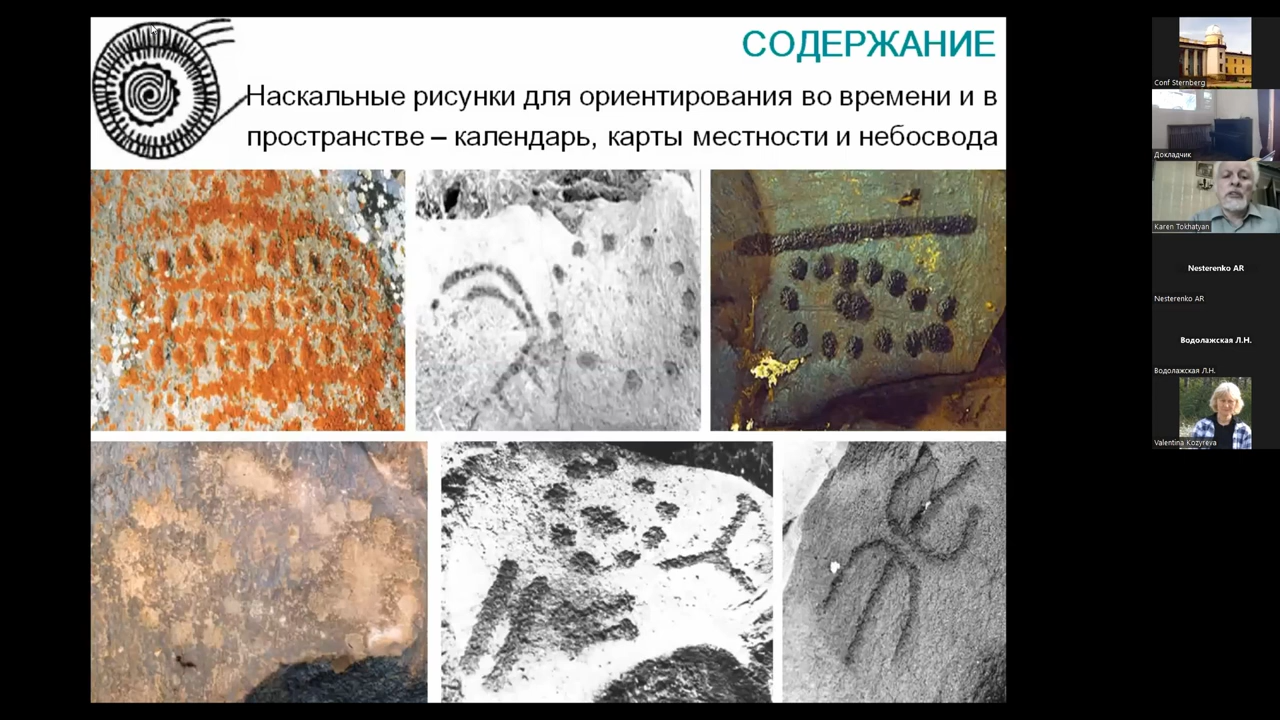 СОДЕРЖАНИЕ
Наскальные рисунки для ориентирования во времени и в
пространстве – календарь, карты местности и небосвода
Conf Sternberg
Докладчик
Karen Tokhatyan
Nesterenko AR
Nesterenko AR
Водолажская Л.Н.
Водолажская Л.Н.
Valentina Kozyreva